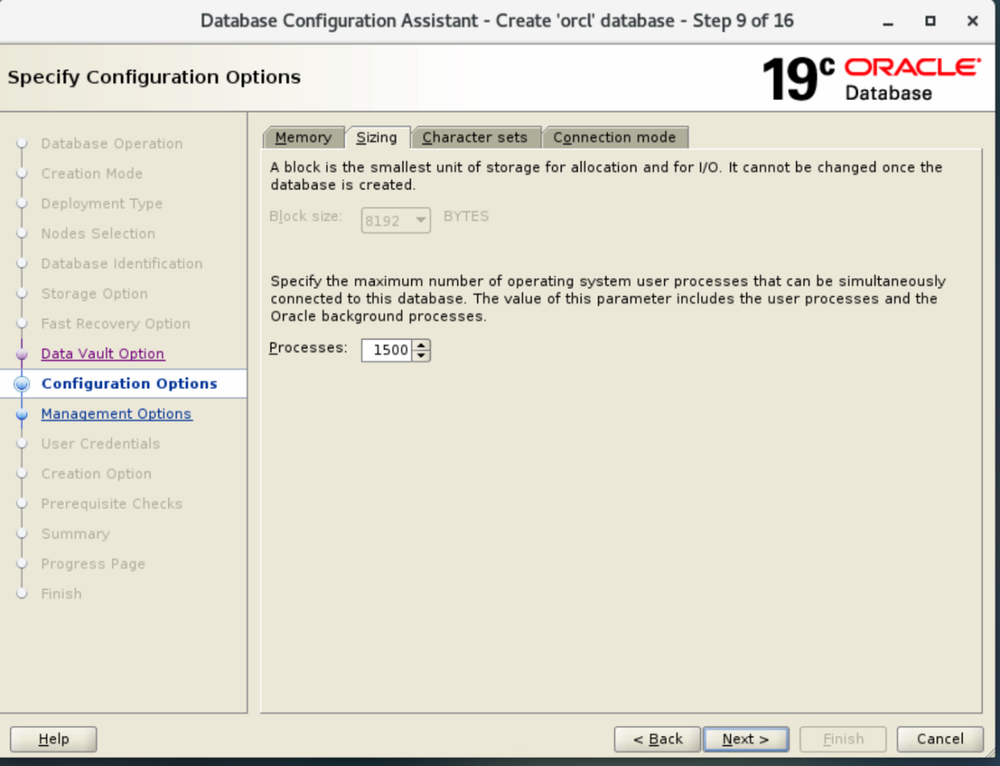 Database Configuration Assistant - Create 'orcl' database - Step 9 of 16
Specify Configuration Options
19c ORACLE
Database
Database Operation
Creation Mode
Deployment Type
Nodes Selection
Database Identification
Storage Option
Fast Recovery Option
Data Vault Option
Configuration Options
Management Options
User Credentials
Creation Option
Prerequisite Checks
Summary
Progress Page
Finish
Memory Sizing Character sets Connection mode
A block is the smallest unit of storage for allocation and for I/O. It cannot be changed once the
database is created.
Block size: 8192 BYTES
Specify the maximum number of operating system user processes that can be simultaneously
connected to this database. The value of this parameter includes the user processes and the
Oracle background processes.
Processes: 1500
Help < Back Next > Finish Cancel